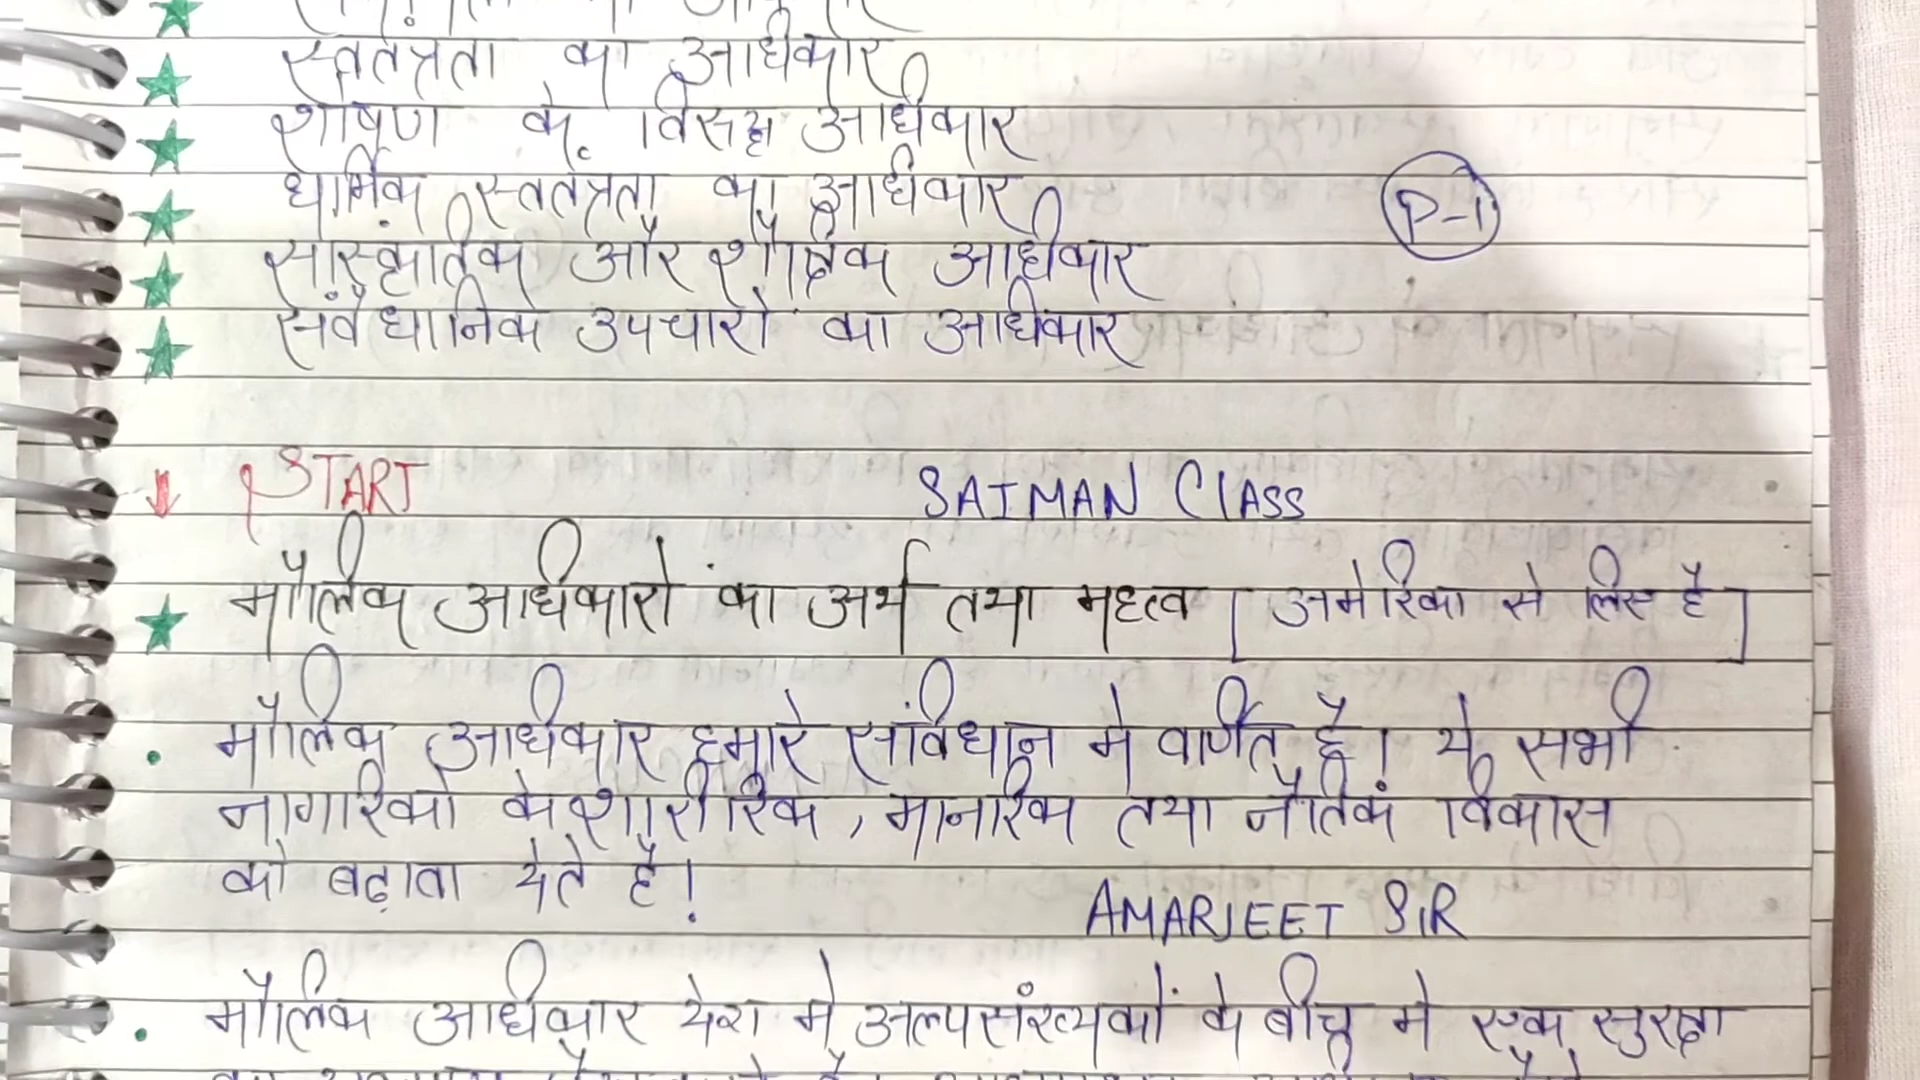 स्वतंत्रता का अधिकार
शोषण के विरुद्ध अधिकार
धार्मिक स्वतंत्रता का अधिकार
सांस्कृतिक और शैक्षिक अधिकार
संवैधानिक उपचारो का अधिकार
P-1
START
SAIMAN ClASS
मौलिक अधिकारो का अर्थ तथा महत्व [अमेरिका से लिए है]
मौलिक अधिकार हमारे संविधान मे वर्णित है। ये सभी
नागरिको के शारीरिक, मानसिक तथा नैतिक विकास
को बढ़ावा देते है!
AMARJEET SIR
मौलिक अधिकार देश मे अल्पसंख्यकों के बीच मे एक सुरक्षा